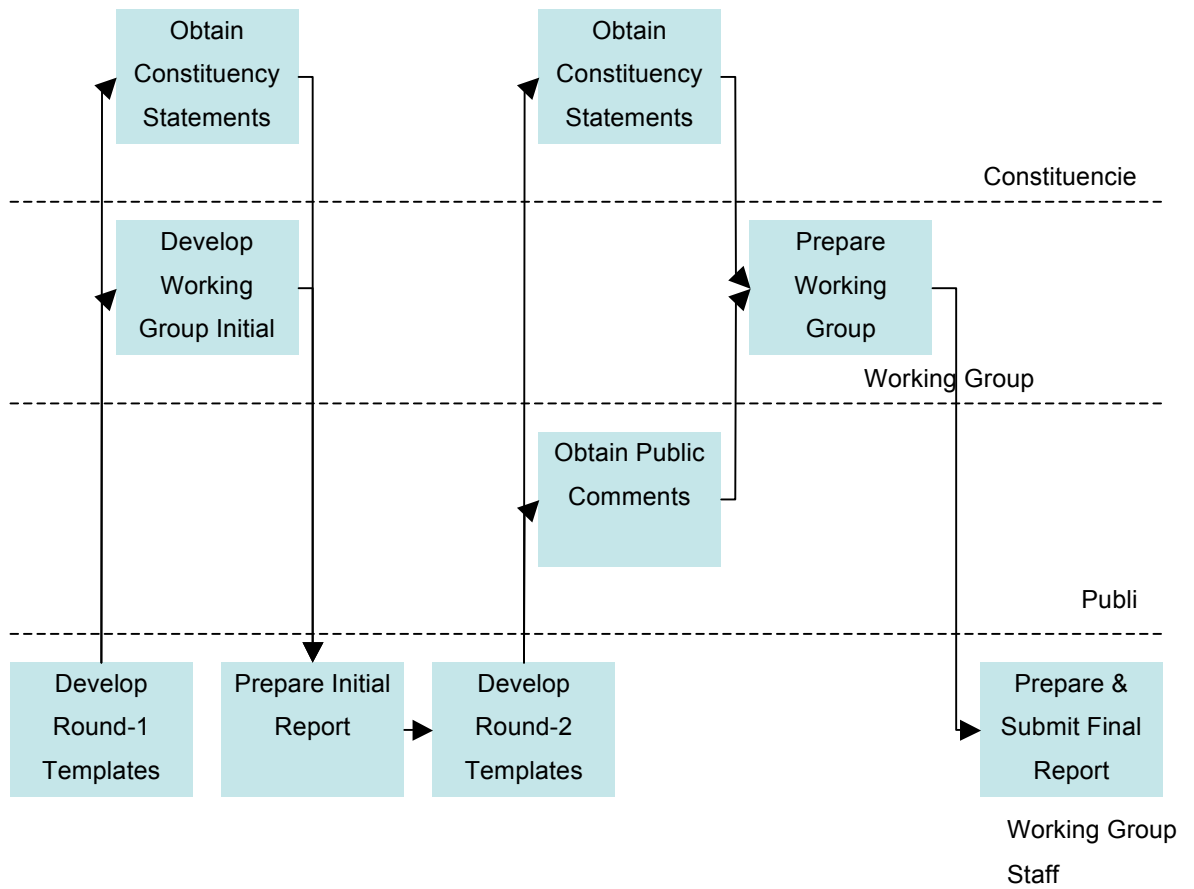 Obtain
Constituency
Statements
Obtain
Constituency
Statements
Constituencie
Develop
Working
Group Initial
Prepare
Working
Group
Working Group
Obtain Public
Comments
Publi
Develop
Round-1
Templates
Prepare Initial
Report
Develop
Round-2
Templates
Prepare &
Submit Final
Report
Working Group
Staff